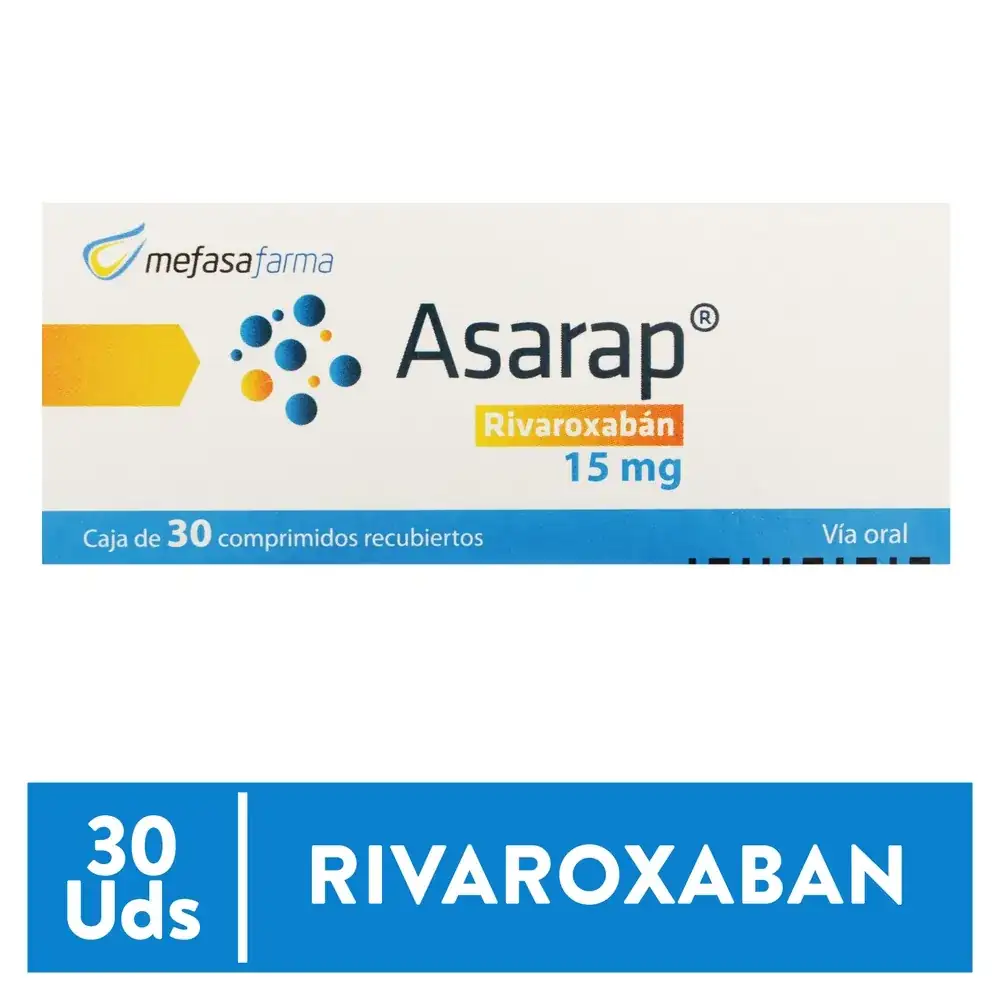 mefasafarma
Asarap®
Rivaroxabán
15 mg
Caja de 30 comprimidos recubiertos
Vía oral
30
Uds
RIVAROXABAN